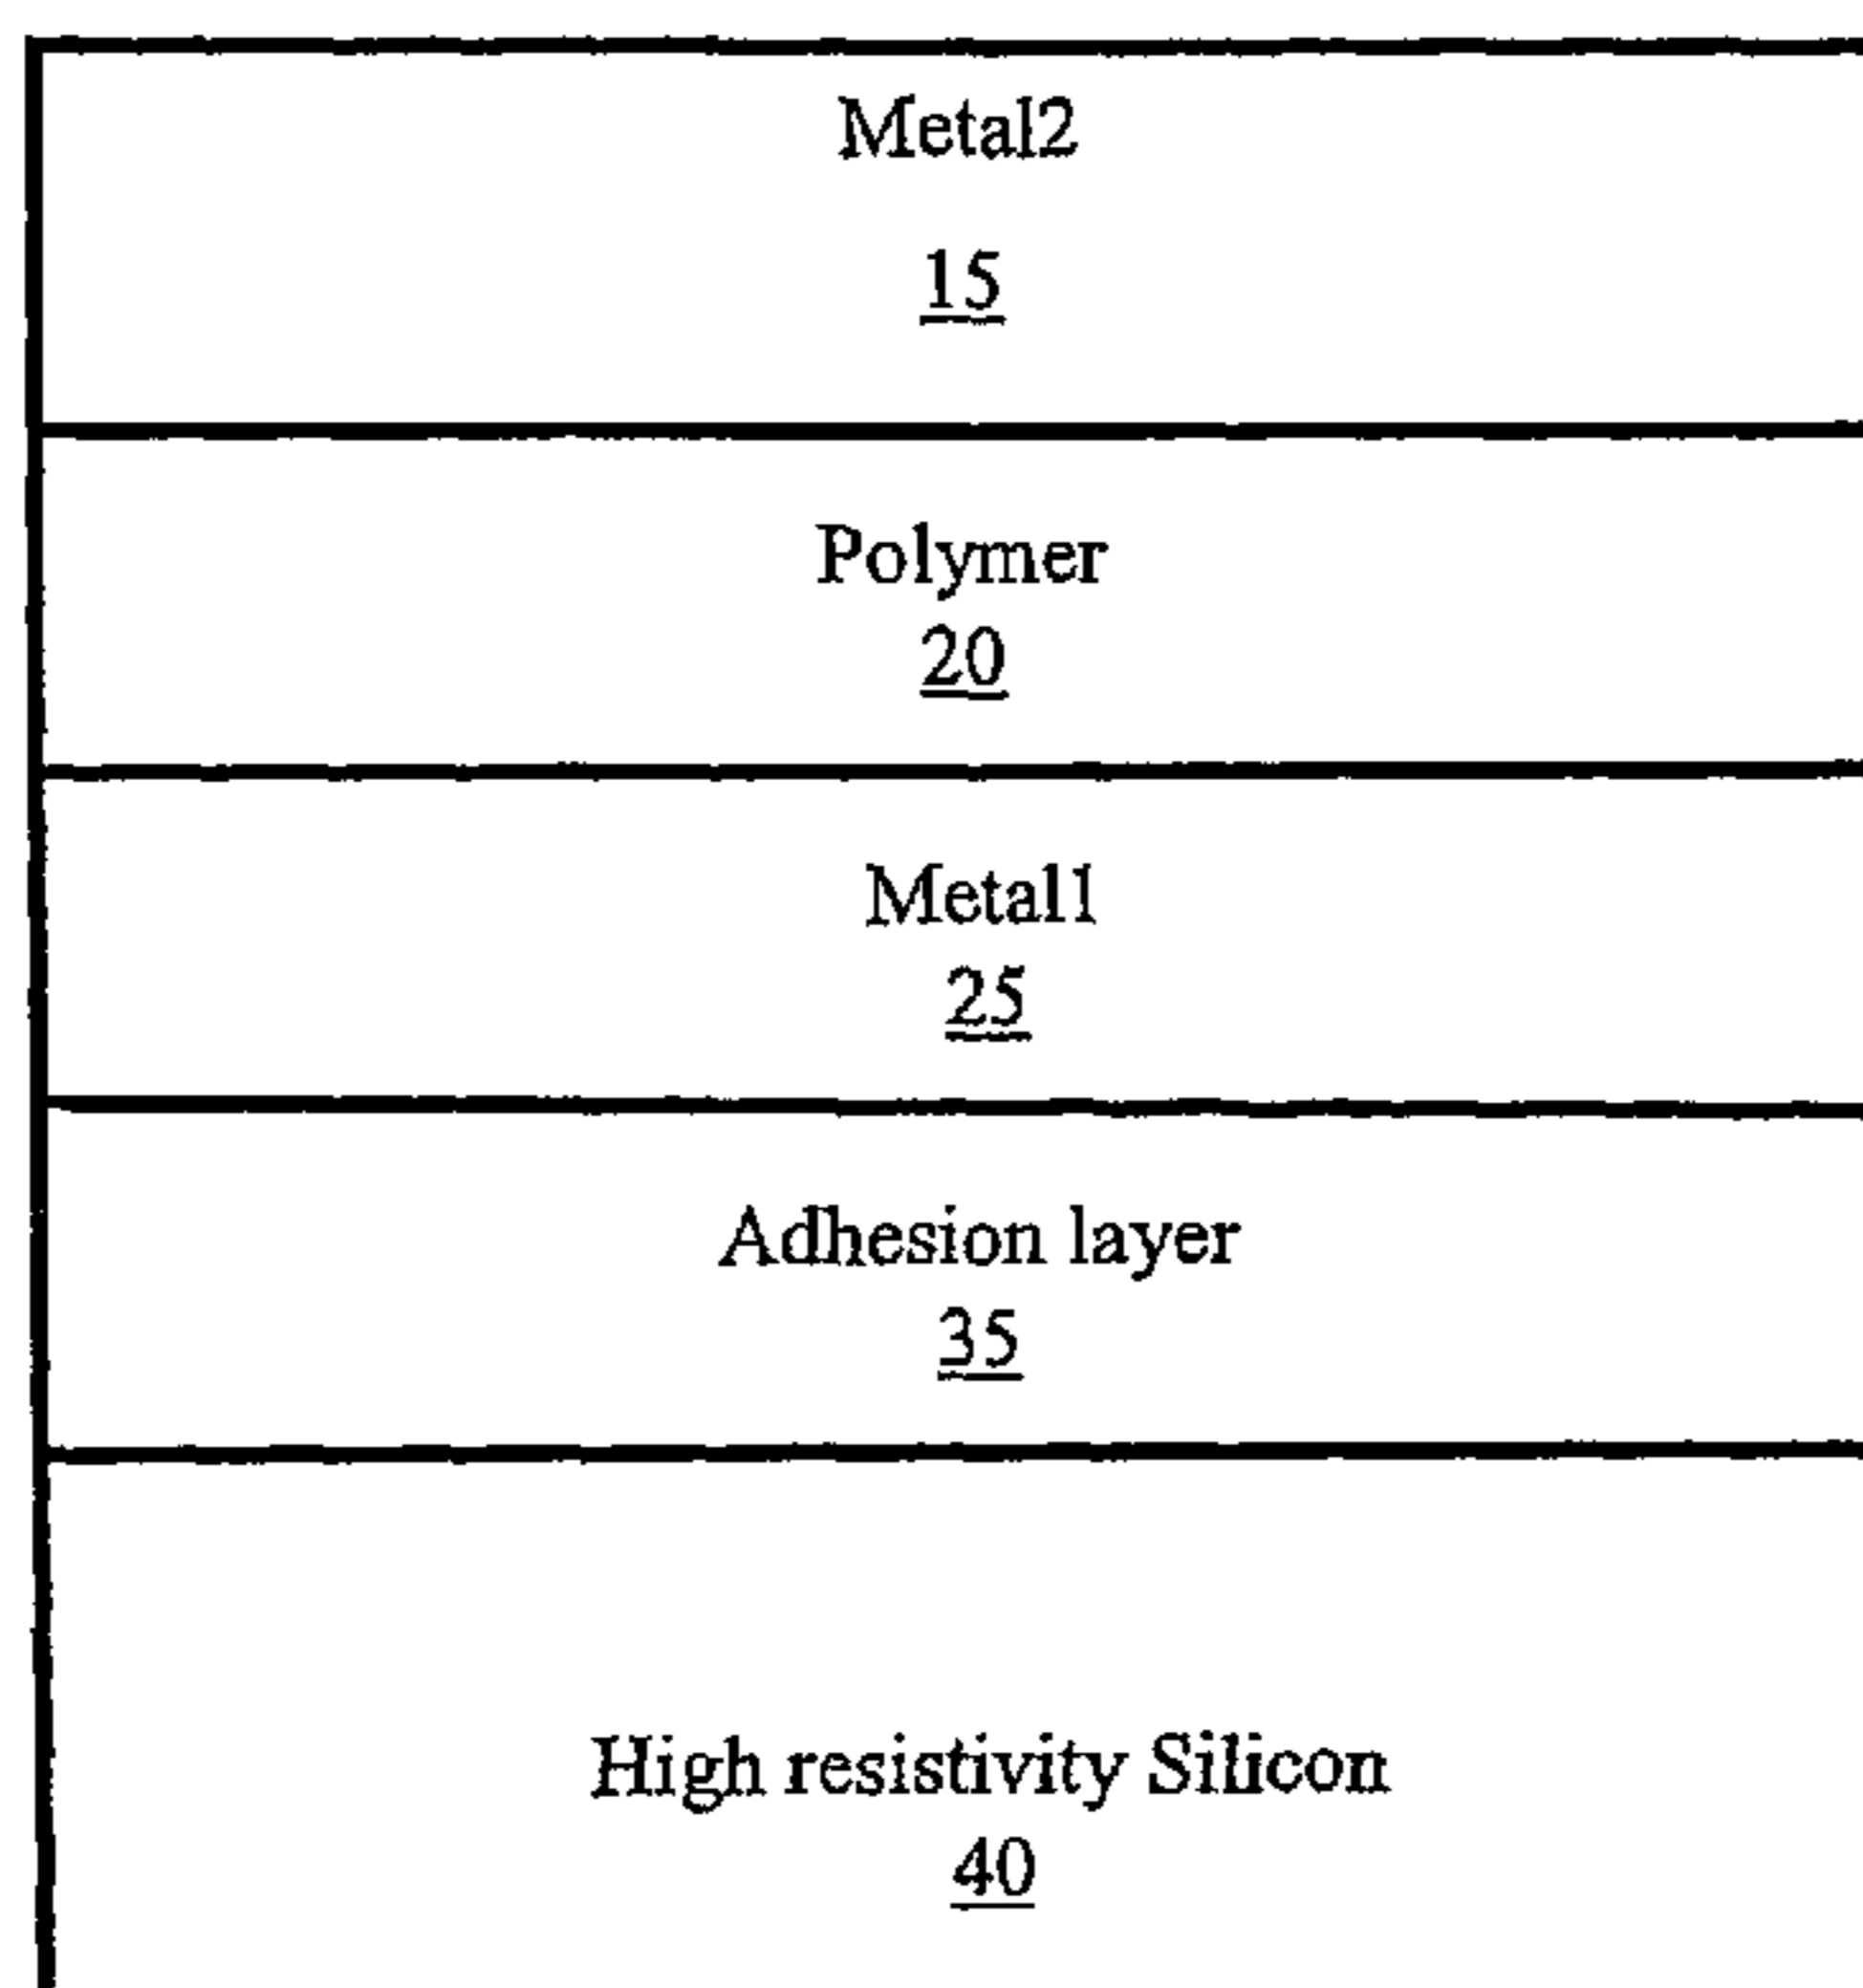 Metal2
15
Polymer
20
Metal1
25
Adhesion layer
35
High resistivity Silicon
40